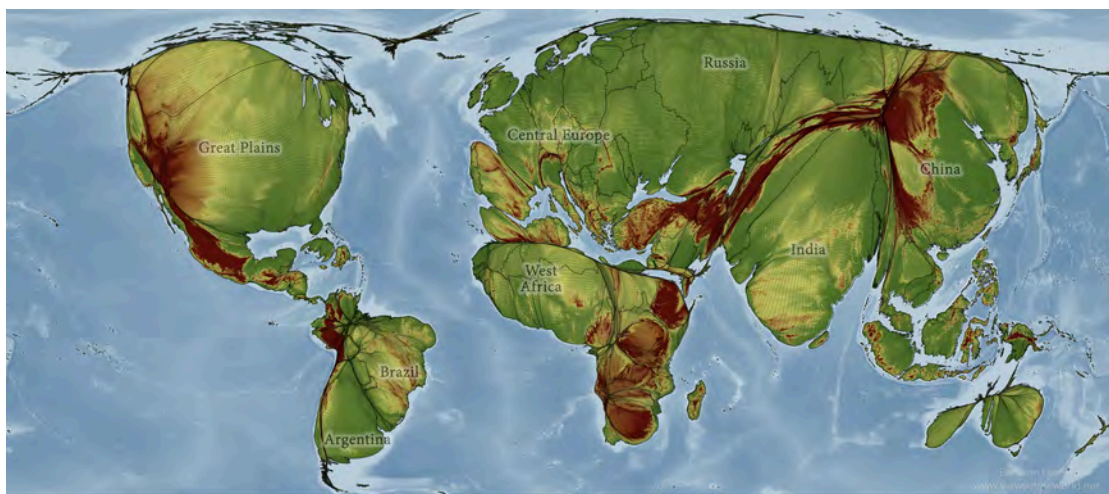 Russia
Central Europe
Great Plains
China
India
West
Africa
Brazil
Argentina